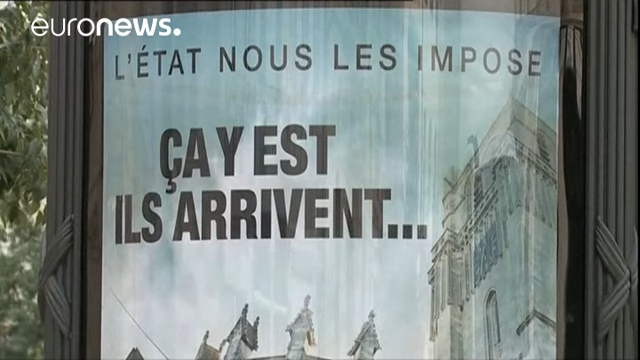 euronews.
L'ÉTAT NOUS LES IMPOSE
ÇA Y EST
ILS ARRIVENT...